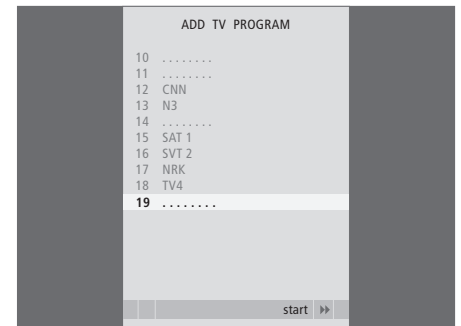 ADD TV PROGRAM
10 ........
11 ........
12 CNN
13 N3
14 ........
15 SAT 1
16 SVT 2
17 NRK
18 TV4
19 ........
start